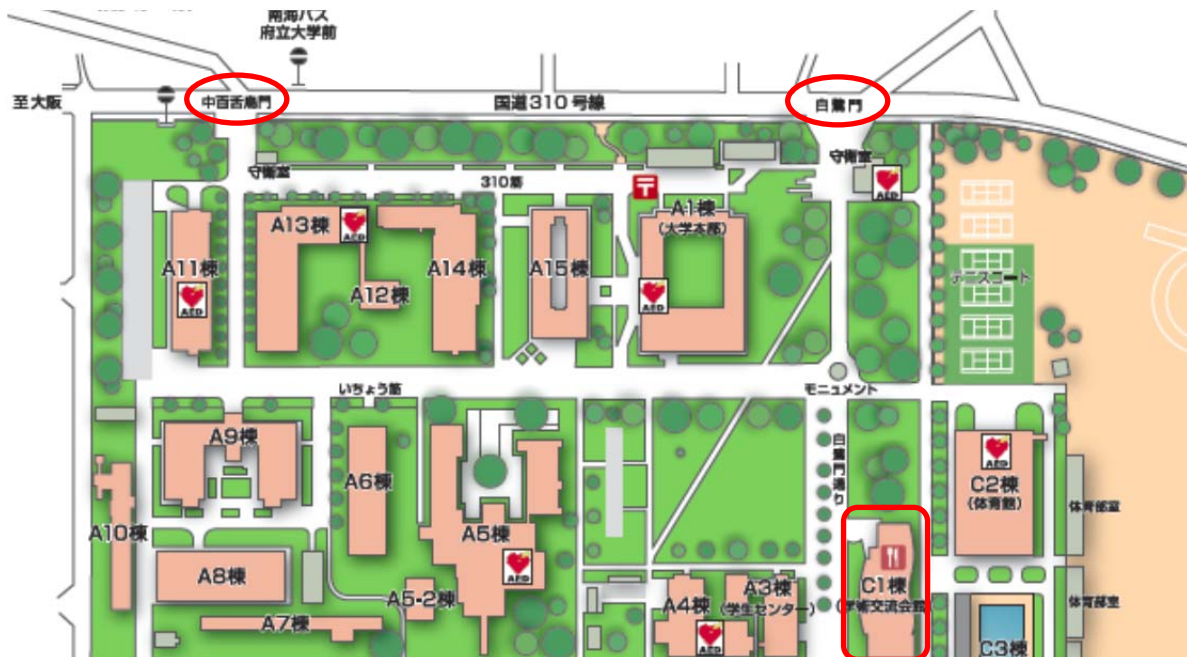 南海バス
府立大学前
至大阪
中百舌鳥門
国道310号線
白鷺門
守衛室
310筋
守衛室
AED
A13棟
A1棟
(大学本部)
A11棟
AED
A12棟
A14棟
A15棟
AED
テニスコート
いちょう筋
モニュメント
A9棟
白鷺門通り
AED
C2棟
(体育館)
A6棟
体育部室
A10棟
A5棟
AED
A8棟
A5-2棟
C1棟
(学術交流会館)
A3棟
(学生センター)
A4棟
AED
体育部室
A7棟
C3棟